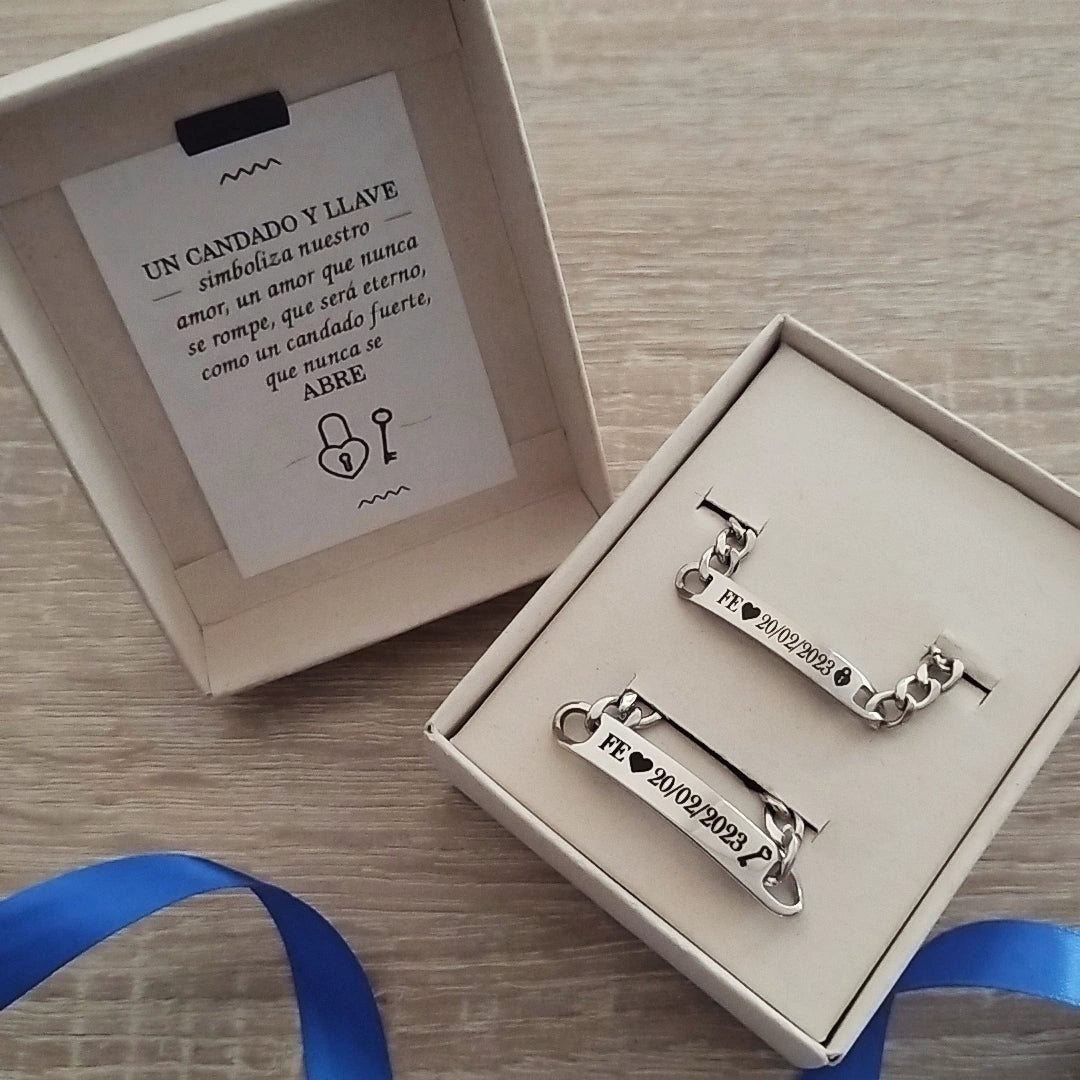 UN CANDADO Y LLAVE
simboliza nuestro
amor, un amor que nunca
se rompe, que será eterno,
como un candado fuerte,
que nunca se
ABRE
FE♥20/02/2023
FE♥20/02/2023